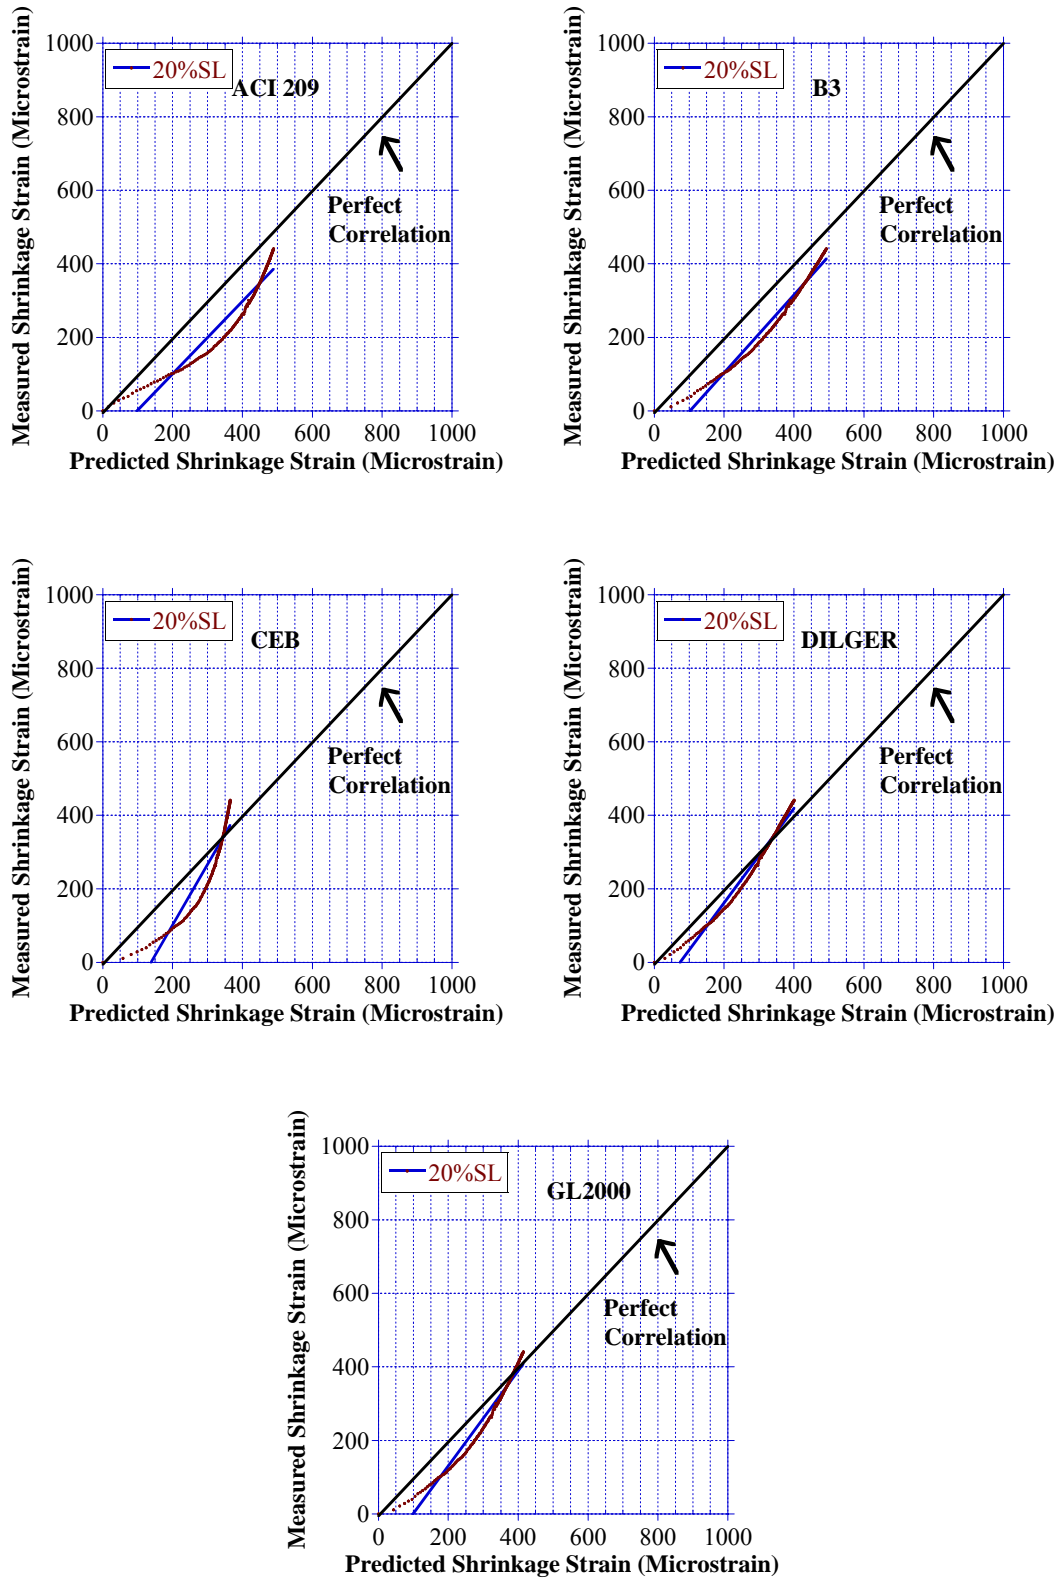 Measured Shrinkage Strain (Microstrain)
1000
800
600
400
200
0
20%SL
ACI 209
Perfect
Correlation
0 200 400 600 800 1000
Predicted Shrinkage Strain (Microstrain)
Measured Shrinkage Strain (Microstrain)
1000
800
600
400
200
0
20%SL
B3
Perfect
Correlation
0 200 400 600 800 1000
Predicted Shrinkage Strain (Microstrain)
Measured Shrinkage Strain (Microstrain)
1000
800
600
400
200
0
20%SL
CEB
Perfect
Correlation
0 200 400 600 800 1000
Predicted Shrinkage Strain (Microstrain)
Measured Shrinkage Strain (Microstrain)
1000
800
600
400
200
0
20%SL
DILGER
Perfect
Correlation
0 200 400 600 800 1000
Predicted Shrinkage Strain (Microstrain)
Measured Shrinkage Strain (Microstrain)
1000
800
600
400
200
0
20%SL
GL2000
Perfect
Correlation
0 200 400 600 800 1000
Predicted Shrinkage Strain (Microstrain)